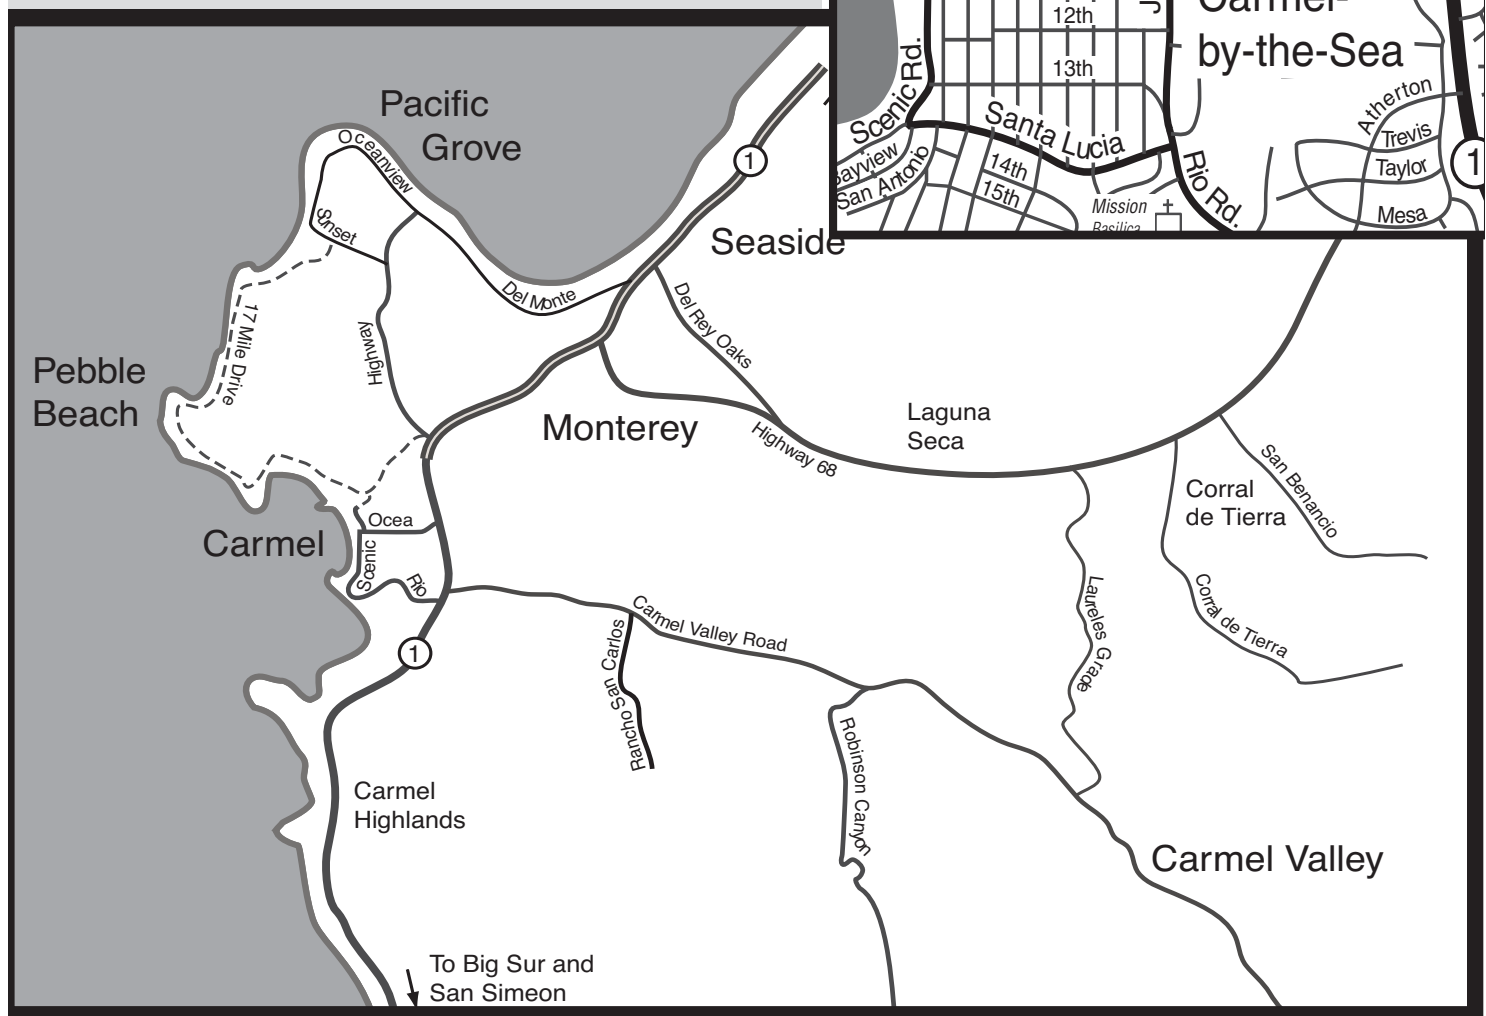 12th
13th
by-the-Sea
Scenic Rd.
Santa Lucia
Atherton
Trevis
Taylor
Mesa
1
San Antonio
14th
15th
Rio Rd.
Mission
Pacific
Grove
Oceanview
Sunset
1
Seaside
Del Monte
Del Rey Oaks
17 Mile Drive
Highway
Pebble
Beach
Monterey
Highway 68
Laguna
Seca
San Benancio
Corral
de Tierra
Carmel
Ocea
Scenic
Rio
1
Carmel Valley Road
Rancho San Carlos
Laureles Grade
Corral de Tierra
Robinson Canyon
Carmel
Highlands
Carmel Valley
To Big Sur and
San Simeon